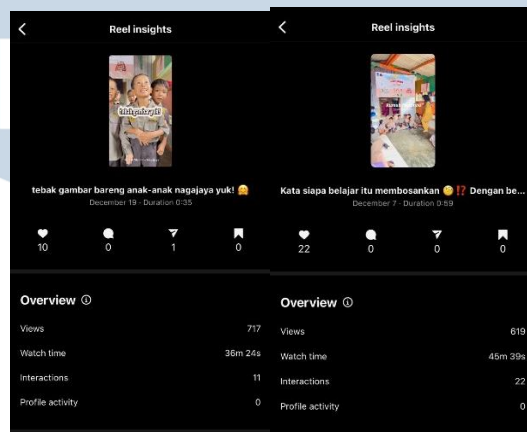 Reel insights
tebak gambar bareng anak-anak nagajaya yuk! 🤗
December 19 · Duration 0:35
10 0 1 0
Overview
Views 717
Watch time 36m 24s
Interactions 11
Profile activity 0
Reel insights
Kata siapa belajar itu membosankan 🤨⁉️ Dengan be...
December 7 · Duration 0:59
22 0 0 0
Overview
Views 619
Watch time 45m 39s
Interactions 22
Profile activity 0